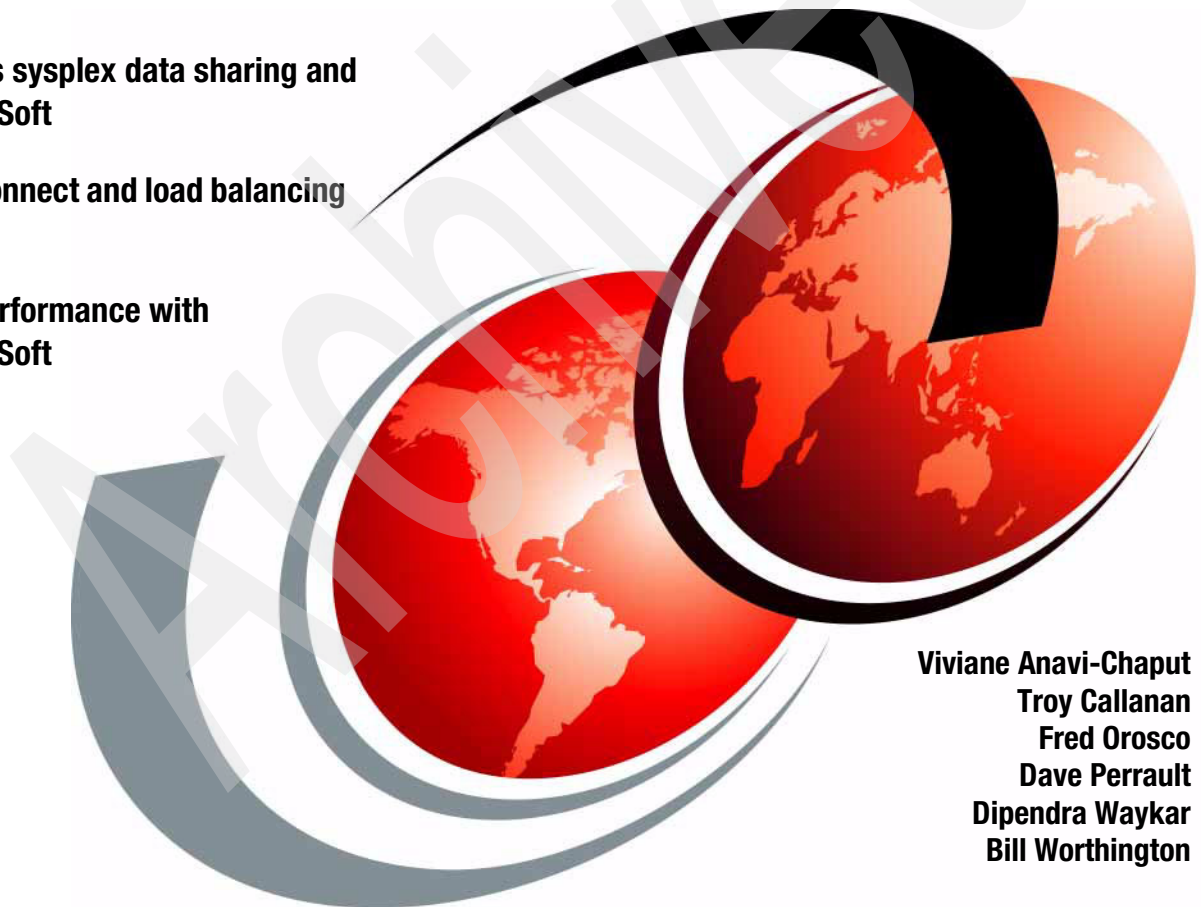 s sysplex data sharing and
Soft
onnect and load balancing
rformance with
Soft
Archive
Viviane Anavi-Chaput
Troy Callanan
Fred Orosco
Dave Perrault
Dipendra Waykar
Bill Worthington